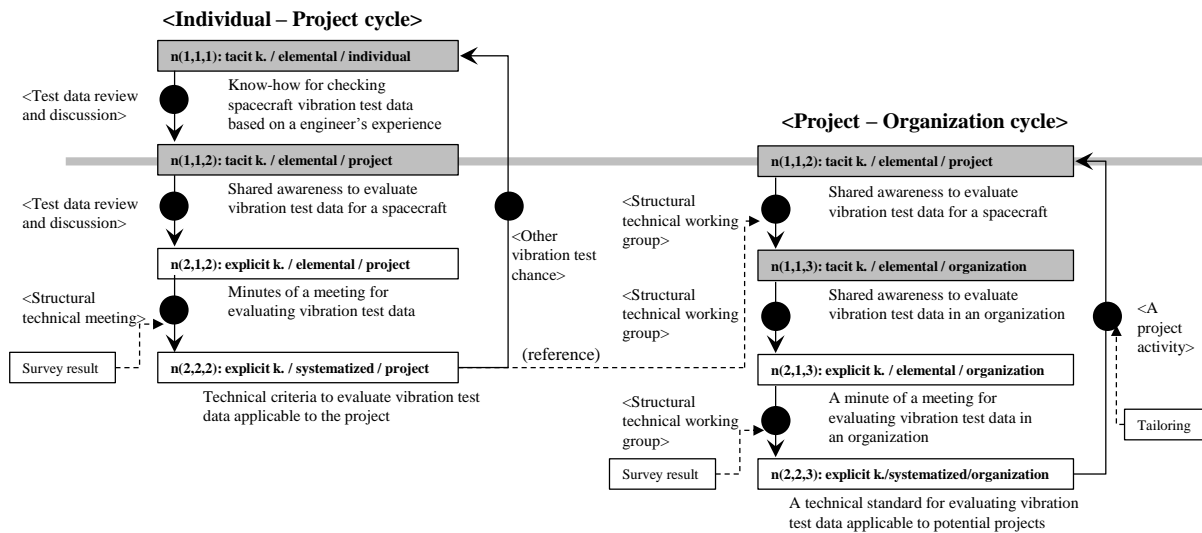 <Individual – Project cycle>
n(1,1,1): tacit k. / elemental / individual
<Test data review
and discussion>
Know-how for checking
spacecraft vibration test data
based on a engineer's experience
n(1,1,2): tacit k. / elemental / project
<Test data review
and discussion>
Shared awareness to evaluate
vibration test data for a spacecraft
n(2,1,2): explicit k. / elemental / project
<Structural
technical meeting>
Minutes of a meeting for
evaluating vibration test data
Survey result
n(2,2,2): explicit k. / systematized / project
Technical criteria to evaluate vibration test
data applicable to the project
<Other
vibration test
chance>
(reference)
<Project – Organization cycle>
n(1,1,2): tacit k. / elemental / project
<Structural
technical working
group>
Shared awareness to evaluate
vibration test data for a spacecraft
n(1,1,3): tacit k. / elemental / organization
<Structural
technical working
group>
Shared awareness to evaluate
vibration test data in an organization
n(2,1,3): explicit k. / elemental / organization
<Structural
technical working
group>
A minute of a meeting for
evaluating vibration test data in
an organization
Survey result
n(2,2,3): explicit k./systematized/organization
A technical standard for evaluating vibration
test data applicable to potential projects
<A
project
activity>
Tailoring